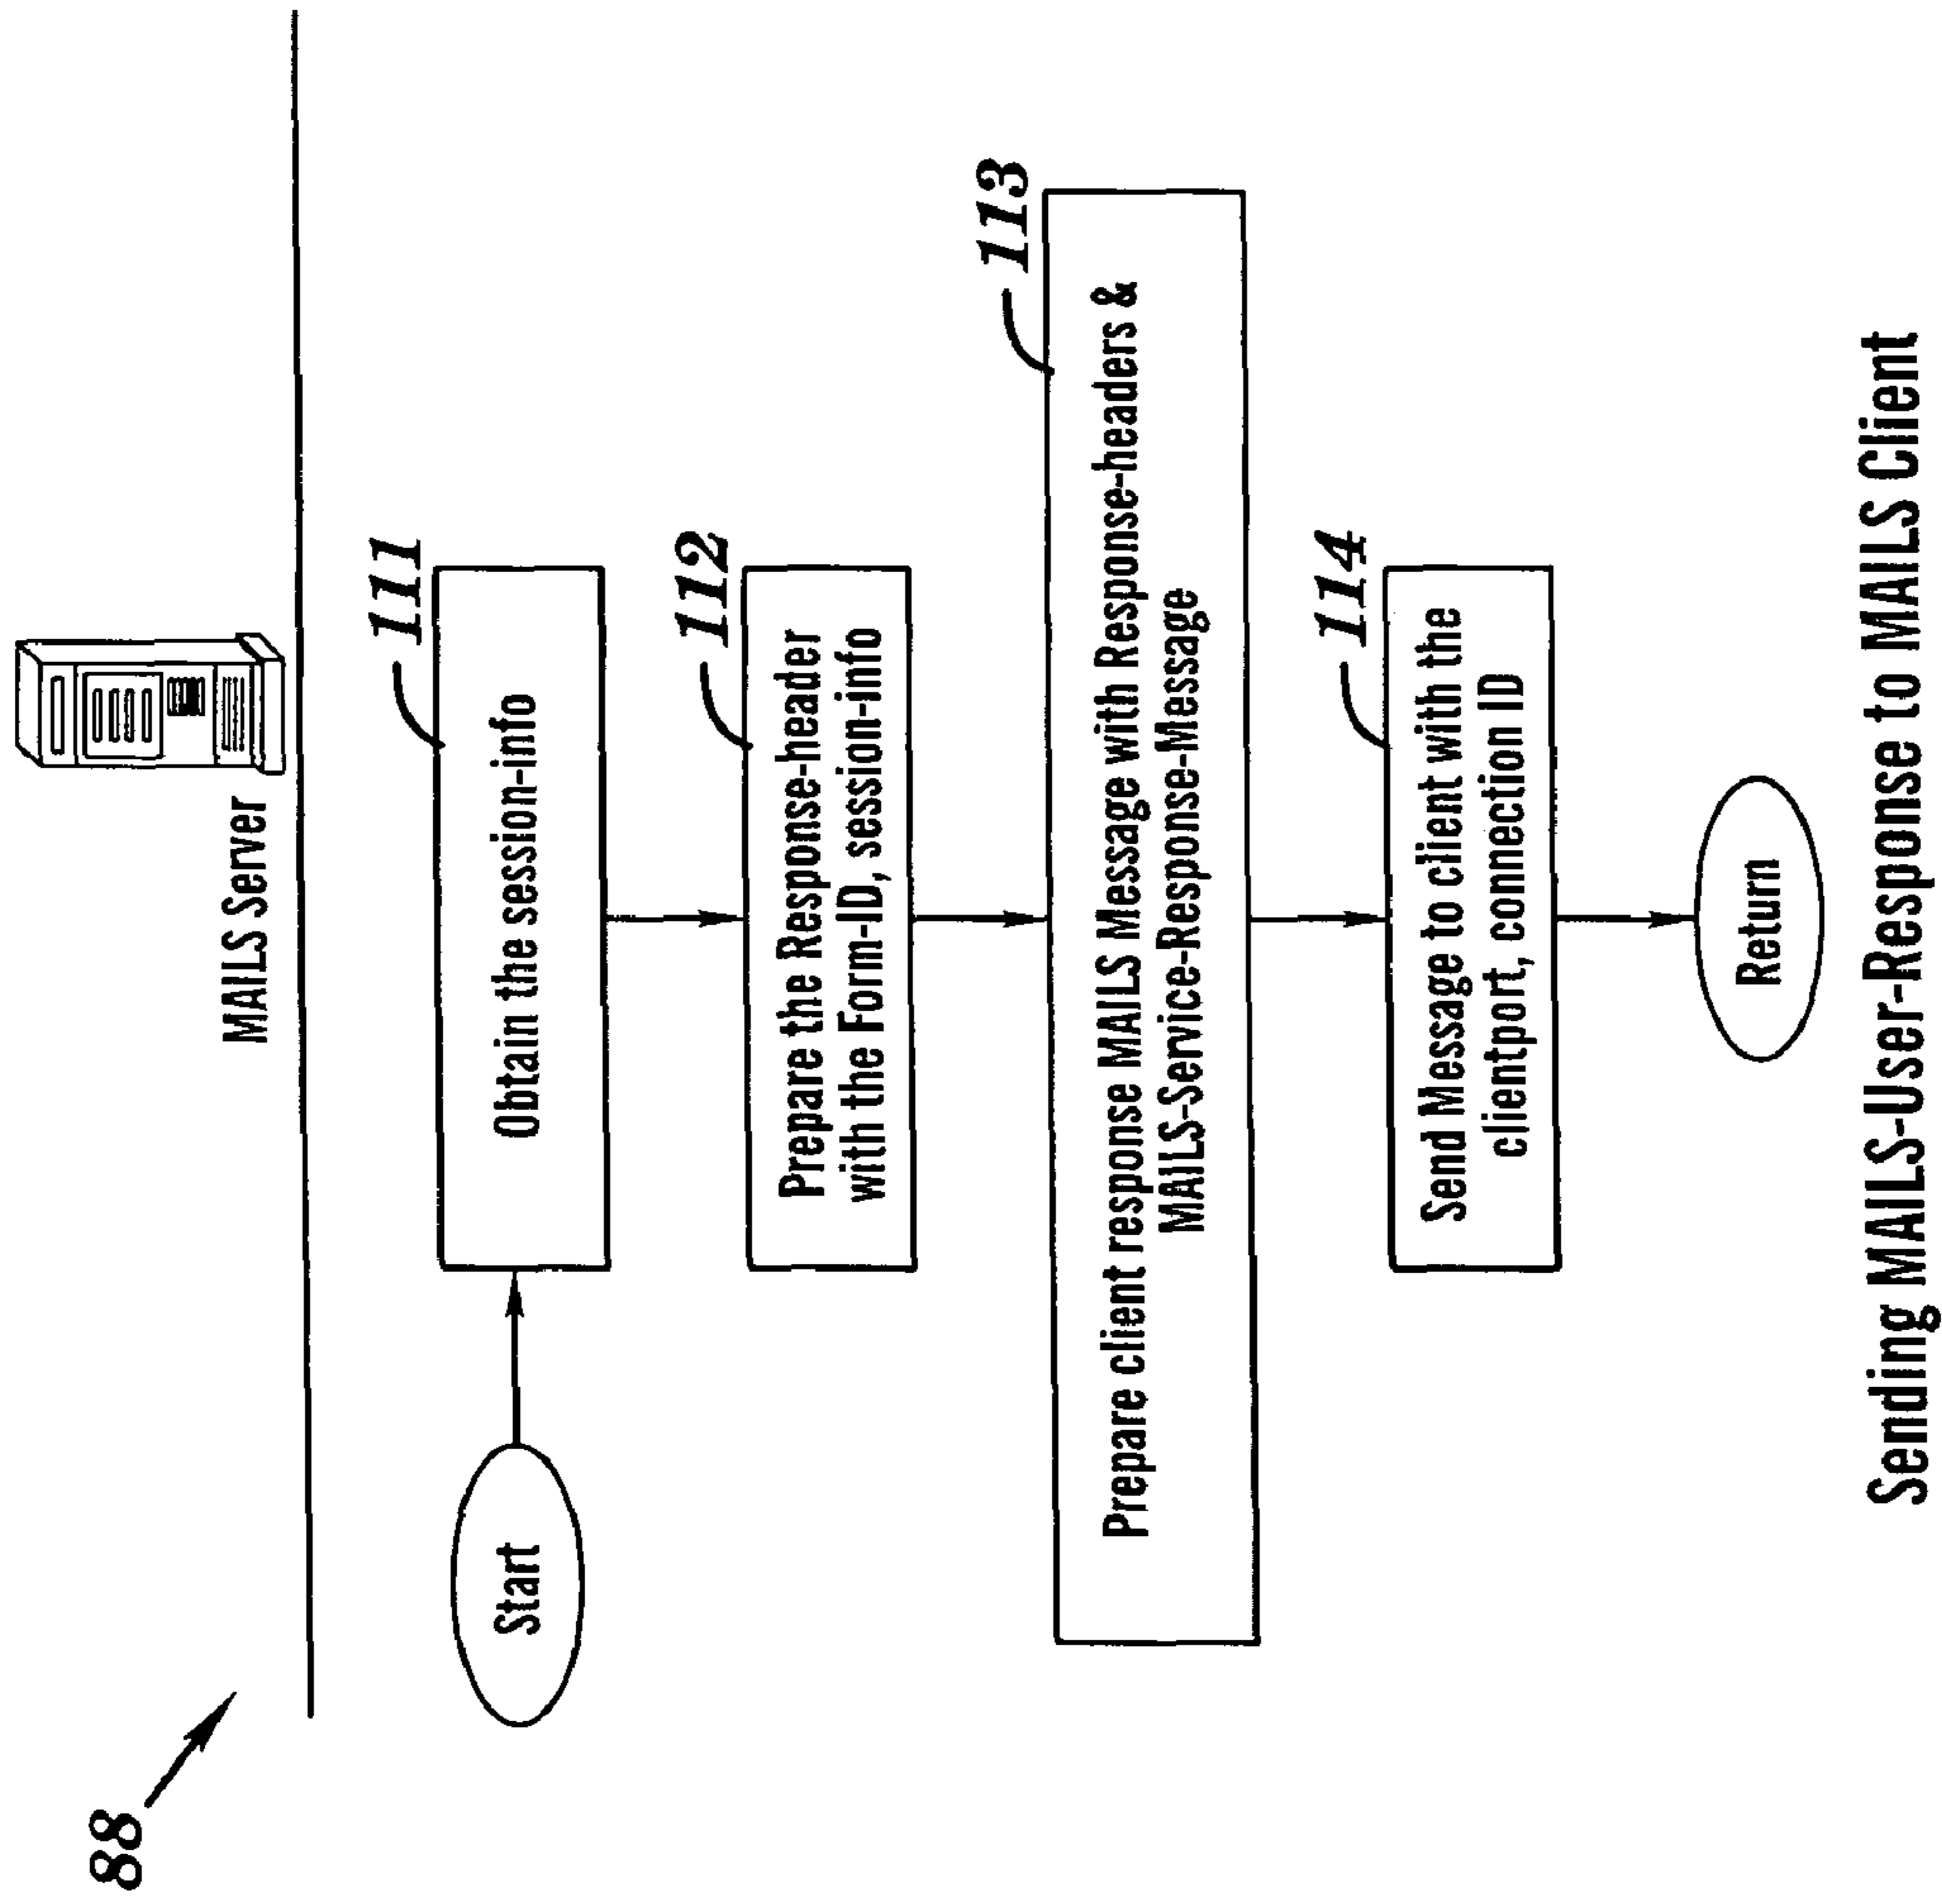 88
MAILS Server
Start
111
Obtain the session-info
112
Prepare the Response-header
with the Form-ID, session-info
113
Prepare client response MAILS Message with Response-headers &
MAILS-Service-Response-Message
114
Send Message to client with the
clientport, connection ID
Return
Sending MAILS-User-Response to MAILS Client